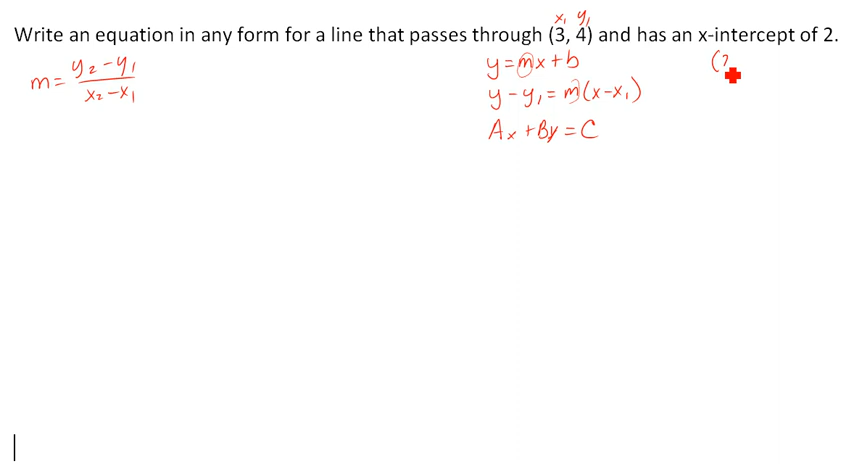 x₁ y₁
Write an equation in any form for a line that passes through (3, 4) and has an x-intercept of 2.
m = (y₂ - y₁) / (x₂ - x₁)
y = mx + b
(2
y - y₁ = m(x - x₁)
Ax + By = C